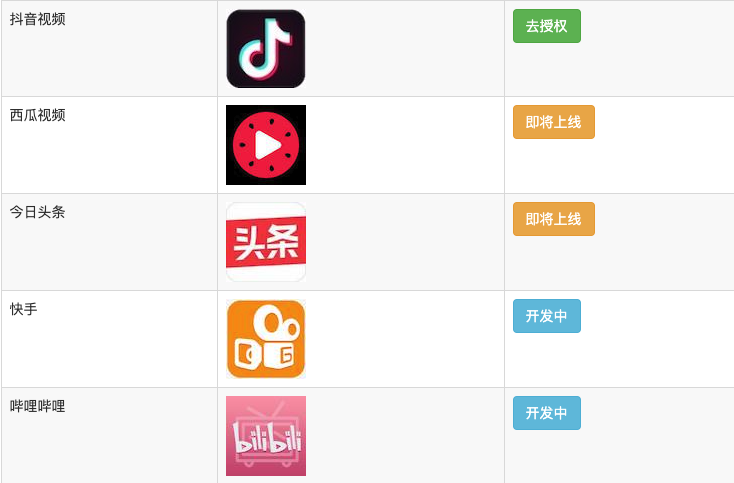 抖音视频
去授权
西瓜视频
即将上线
今日头条
头条
即将上线
快手
开发中
哔哩哔哩
bilibili
开发中